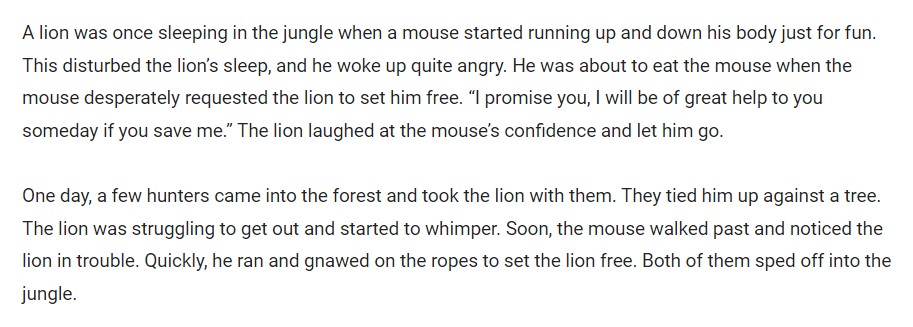 A lion was once sleeping in the jungle when a mouse started running up and down his body just for fun.
This disturbed the lion’s sleep, and he woke up quite angry. He was about to eat the mouse when the
mouse desperately requested the lion to set him free. “I promise you, I will be of great help to you
someday if you save me.” The lion laughed at the mouse’s confidence and let him go.
One day, a few hunters came into the forest and took the lion with them. They tied him up against a tree.
The lion was struggling to get out and started to whimper. Soon, the mouse walked past and noticed the
lion in trouble. Quickly, he ran and gnawed on the ropes to set the lion free. Both of them sped off into the
jungle.